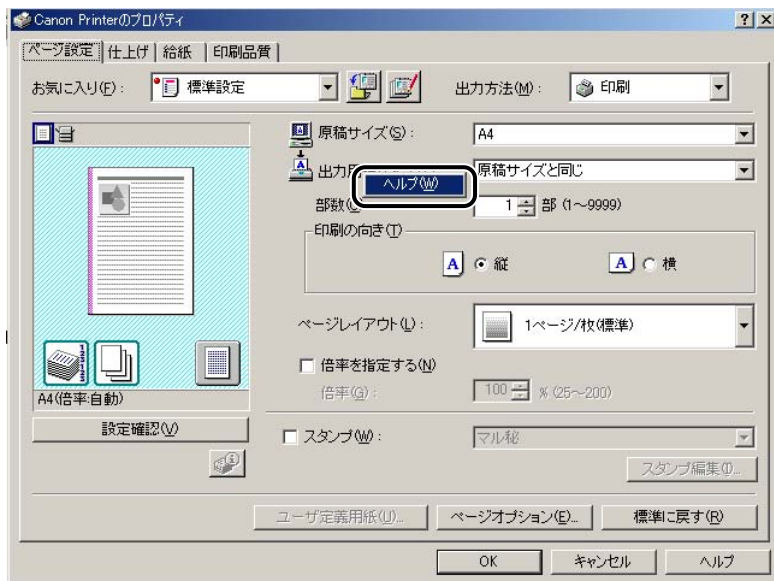 Canon Printerのプロパティ
ページ設定 仕上げ 給紙 印刷品質
お気に入り(F): 標準設定 出力方法(M): 印刷
原稿サイズ(S): A4
出力 原稿サイズと同じ
ヘルプ(W)
部数 1 部 (1～9999)
印刷の向き(T)
A 縦 A 横
ページレイアウト(L): 1ページ/枚(標準)
倍率を指定する(N)
倍率(G): 100 % (25～200)
A4(倍率:自動)
設定確認(V)
スタンプ(W): マル秘
スタンプ編集(I)...
ユーザ定義用紙(U)... ページオプション(E)... 標準に戻す(R)
OK キャンセル ヘルプ